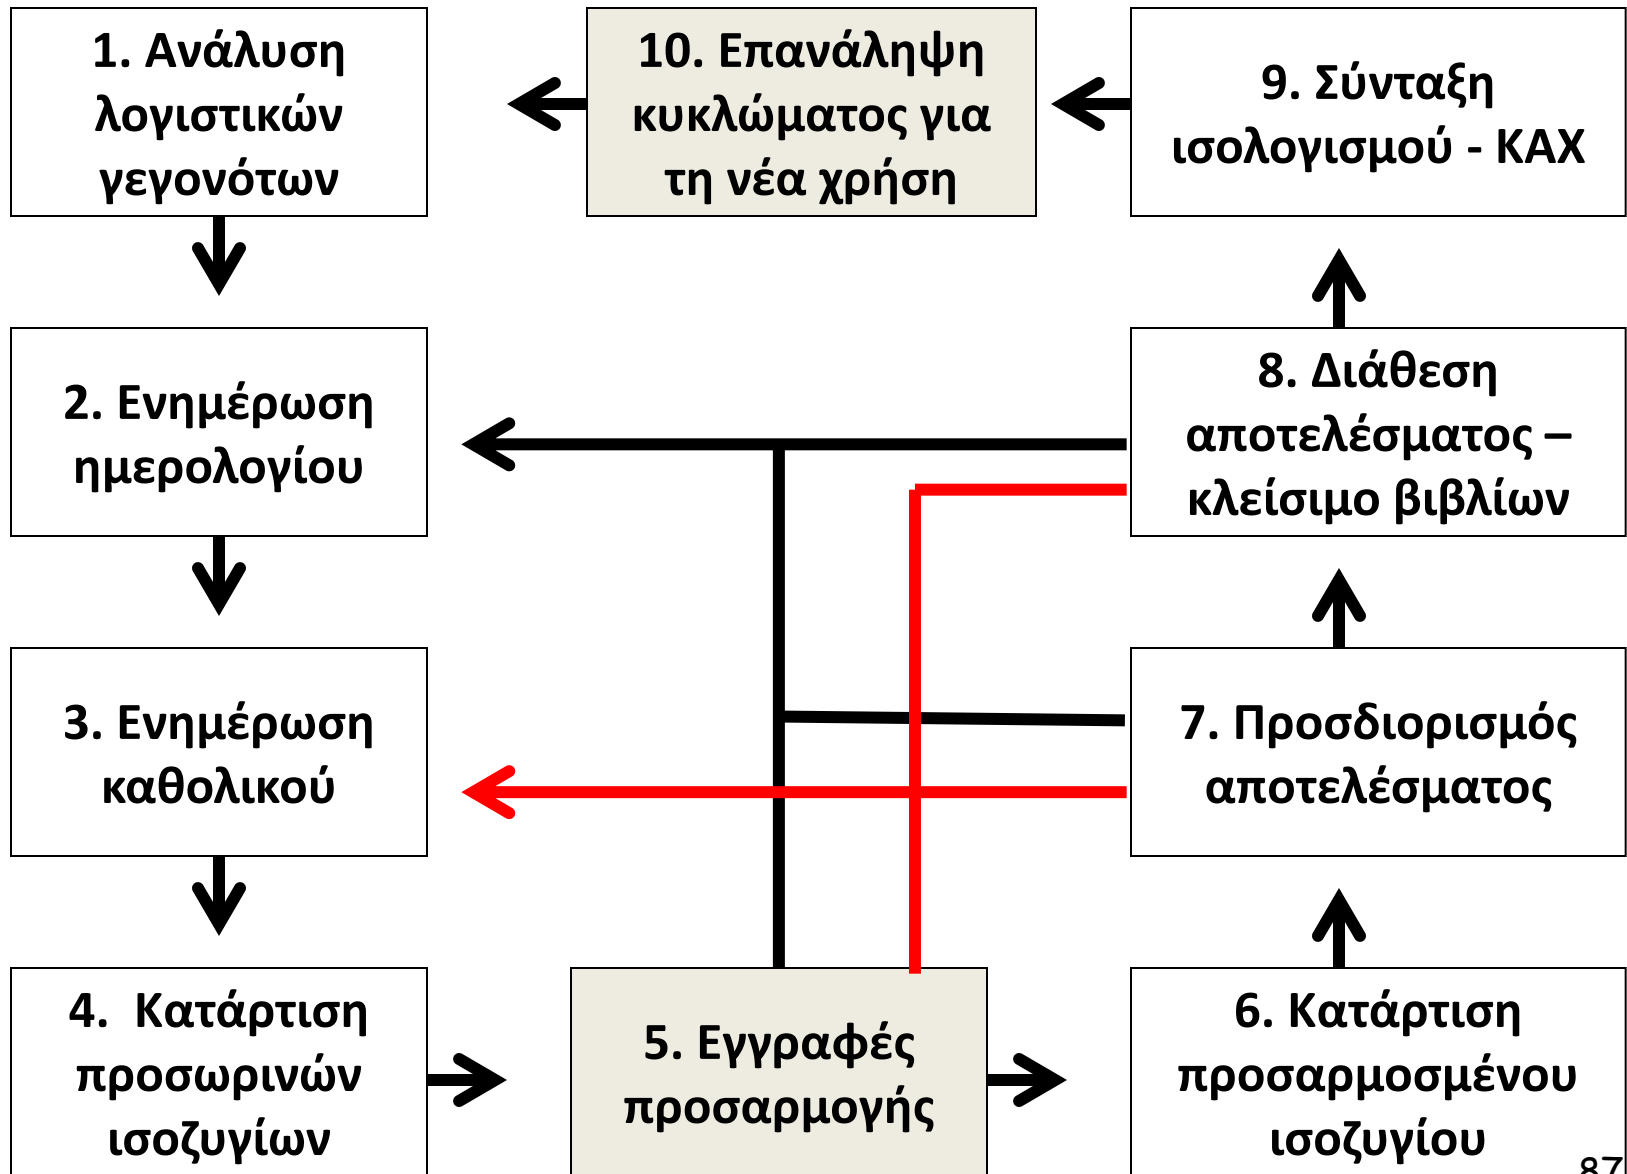 1. Ανάλυση
λογιστικών
γεγονότων
10. Επανάληψη
κυκλώματος για
τη νέα χρήση
9. Σύνταξη
ισολογισμού - ΚΑΧ
2. Ενημέρωση
ημερολογίου
8. Διάθεση
αποτελέσματος –
κλείσιμο βιβλίων
3. Ενημέρωση
καθολικού
7. Προσδιορισμός
αποτελέσματος
4. Κατάρτιση
προσωρινών
ισοζυγίων
5. Εγγραφές
προσαρμογής
6. Κατάρτιση
προσαρμοσμένου
ισοζυγίου
87